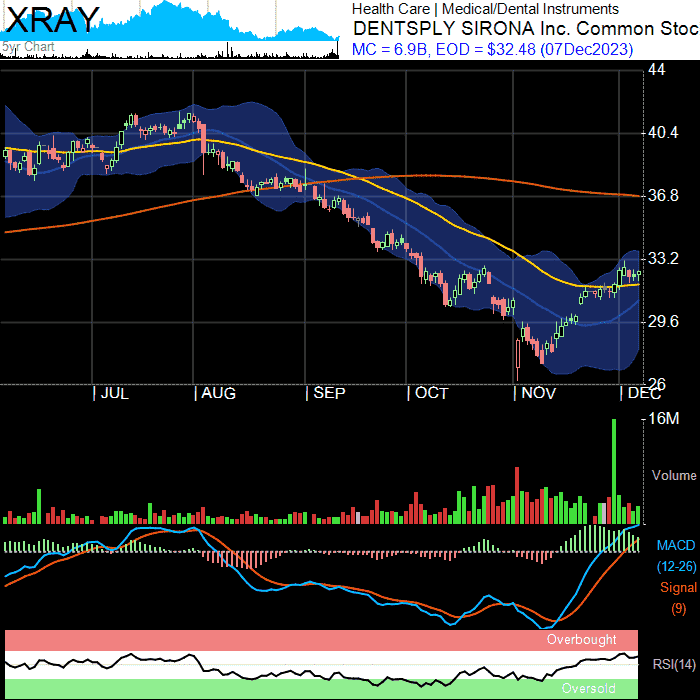 XRAY
5yr Chart
Health Care | Medical/Dental Instruments
DENTSPLY SIRONA Inc. Common Stoc
MC = 6.9B, EOD = $32.48 (07Dec2023)
44
40.4
36.8
33.2
29.6
26
| JUL
| AUG
| SEP
| OCT
| NOV
| DEC
16M
Volume
MACD
(12-26)
Signal
(9)
Overbought
RSI(14)
Oversold